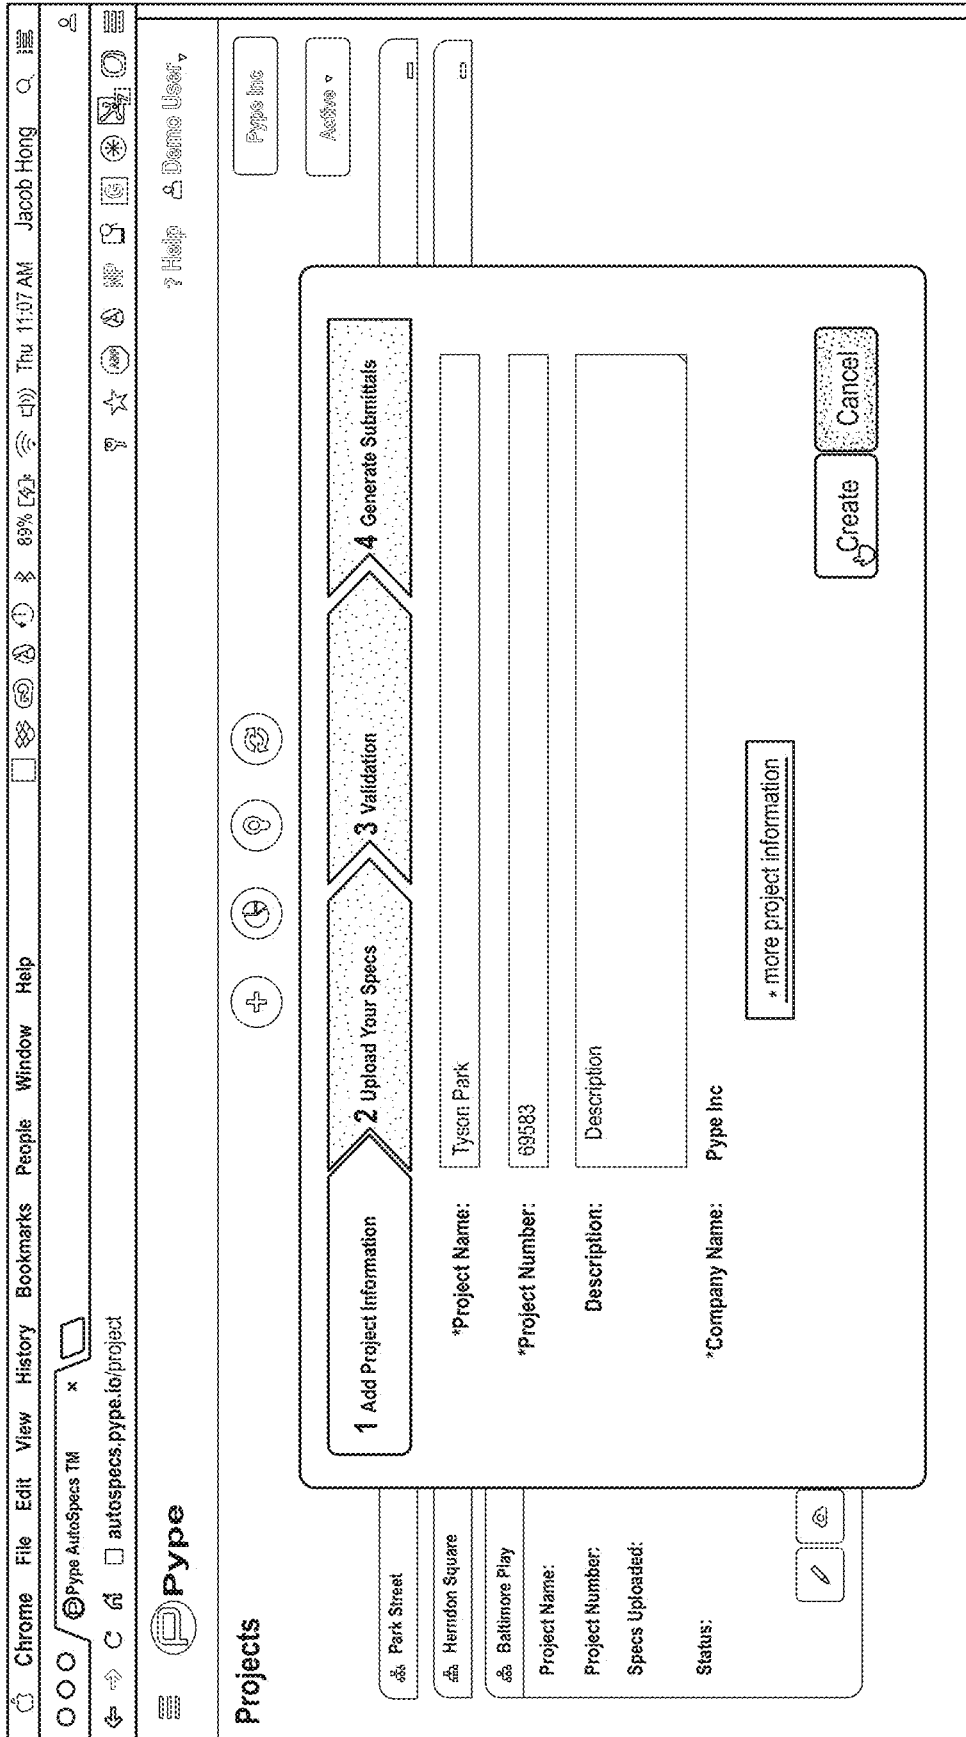 Chrome File Edit View History Bookmarks People Window Help 89% Thu 11:07 AM Jacob Hong
Pype AutoSpecs TM ×
autospecs.pype.io/project ABP
Pype ? Help Demo User
Projects Pype Inc
Active
Park Street
Herndon Square
Baltimore Play
Project Name:
Project Number:
Specs Uploaded:
Status:
1 Add Project Information 2 Upload Your Specs 3 Validation 4 Generate Submittals
*Project Name: Tyson Park
*Project Number: 69583
Description: Description
*Company Name: Pype Inc
* more project information
Create Cancel